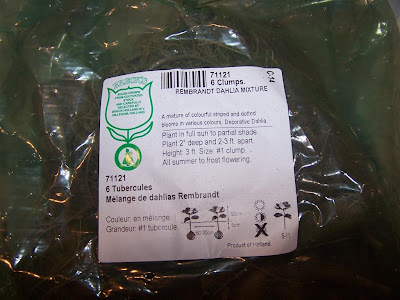 71121
6 Clumps.
REMBRANDT DAHLIA MIXTURE
A mixture of colourful striped and dotted
blooms in various colours. Decorative Dahlia.
Plant in full sun to partial shade.
Plant 2" deep and 2-3 ft. apart.
Height: 3 ft. Size: #1 clump.
All summer to frost flowering.
71121
6 Tubercules
Mélange de dahlias Rembrandt
Couleur: en mélange.
Grandeur: #1 tubercule.
Product of Holland.